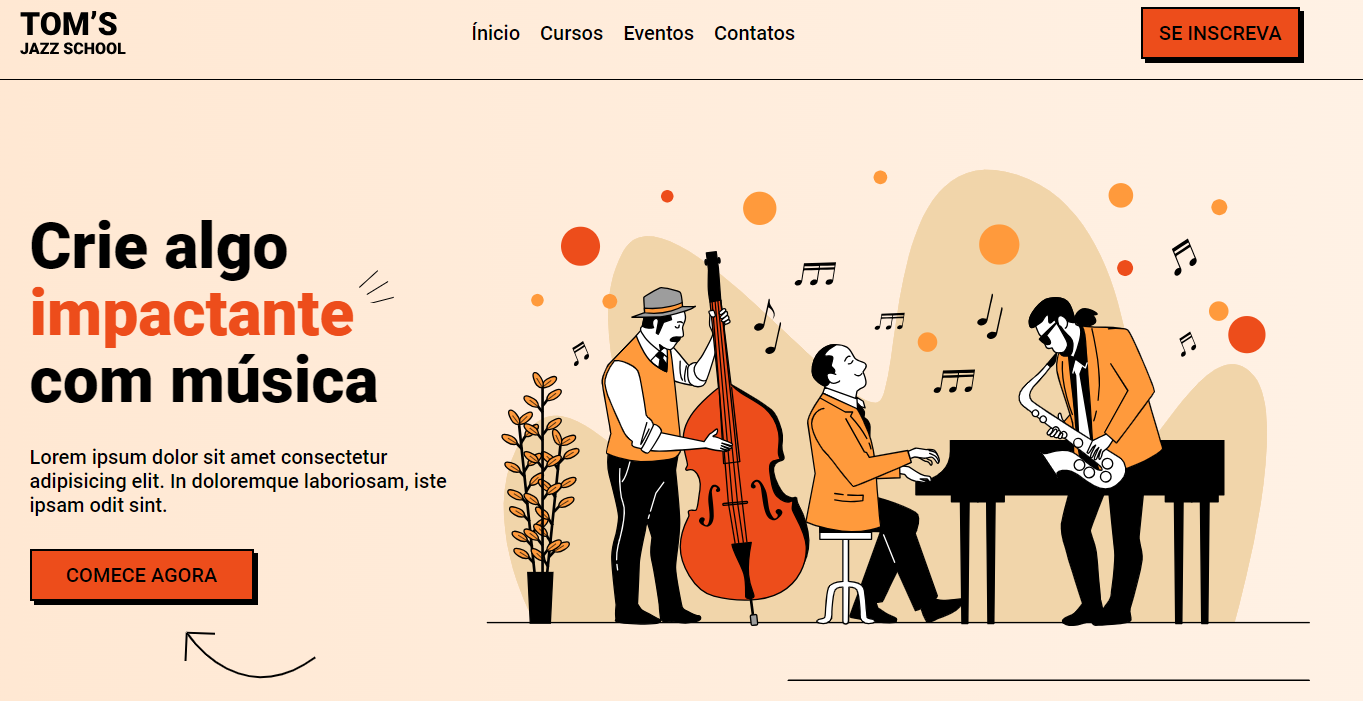 TOM’S
JAZZ SCHOOL
Ínicio Cursos Eventos Contatos
SE INSCREVA
Crie algo
impactante
com música
Lorem ipsum dolor sit amet consectetur
adipisicing elit. In doloremque laboriosam, iste
ipsam odit sint.
COMECE AGORA